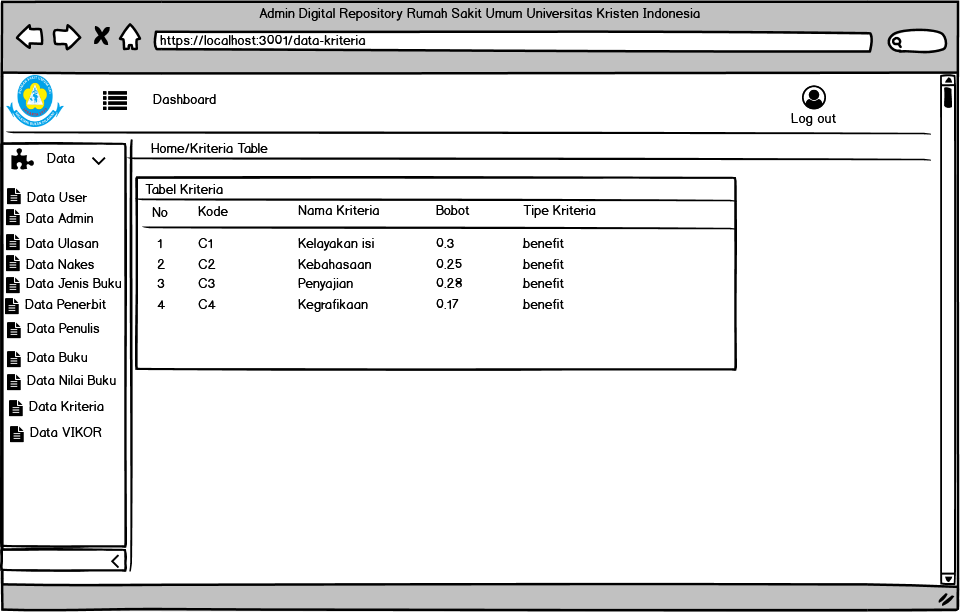 Admin Digital Repository Rumah Sakit Umum Universitas Kristen Indonesia
https://localhost:3001/data-kriteria
Dashboard
Log out
Data
Home/Kriteria Table
Data User
Data Admin
Data Ulasan
Data Nakes
Data Jenis Buku
Data Penerbit
Data Penulis
Data Buku
Data Nilai Buku
Data Kriteria
Data VIKOR
Tabel Kriteria
No Kode Nama Kriteria Bobot Tipe Kriteria
1 C1 Kelayakan isi 0.3 benefit
2 C2 Kebahasaan 0.25 benefit
3 C3 Penyajian 0.28 benefit
4 C4 Kegrafikaan 0.17 benefit